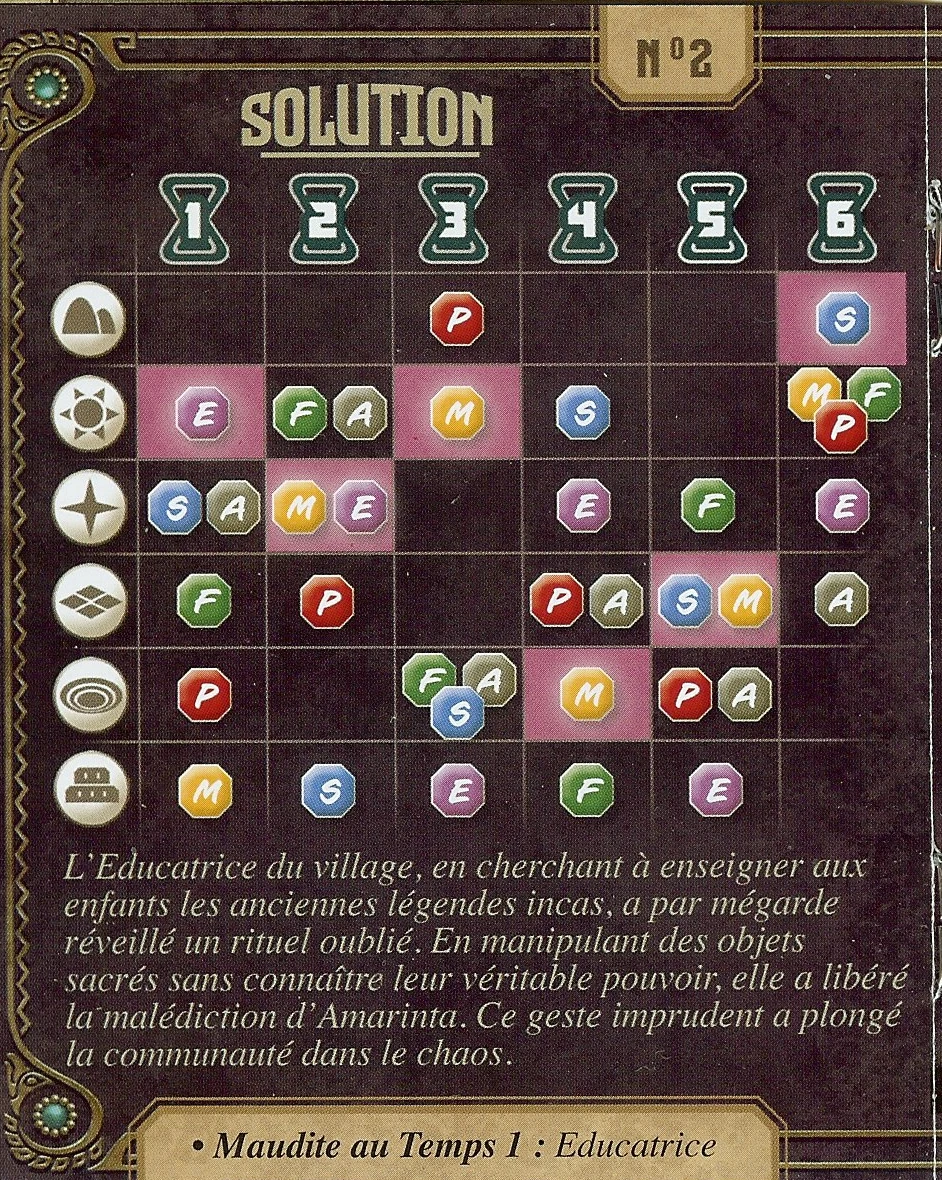 N°2
SOLUTION
1 2 3 4 5 6
P S
E F A M S M F P
S A M E E F E
F P P A S M A
P F A S M P A
M S E F E
L'Educatrice du village, en cherchant à enseigner aux
enfants les anciennes légendes incas, a par mégarde
réveillé un rituel oublié. En manipulant des objets
sacrés sans connaître leur véritable pouvoir, elle a libéré
la malédiction d'Amarinta. Ce geste imprudent a plongé
la communauté dans le chaos.
• Maudite au Temps 1 : Educatrice